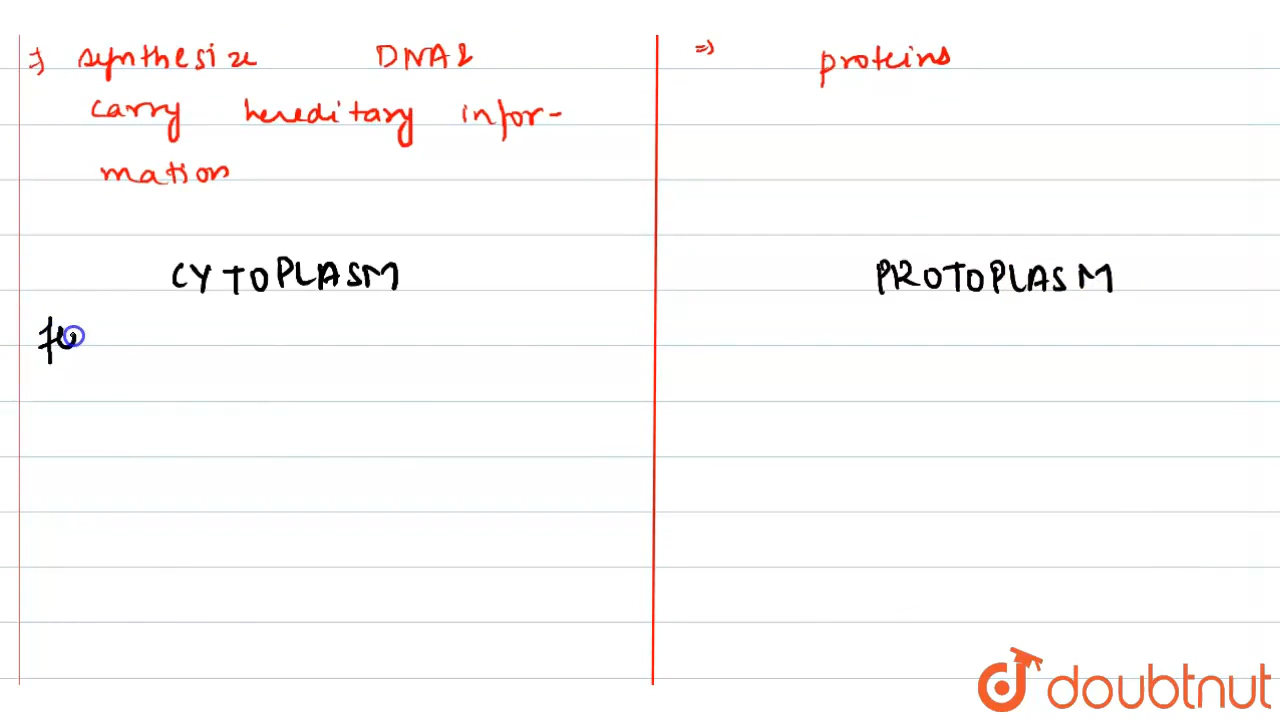 ⇒ synthesize DNA &
carry hereditary infor-
mation
⇒ proteins
CYTOPLASM
PROTOPLASM
doubtnut